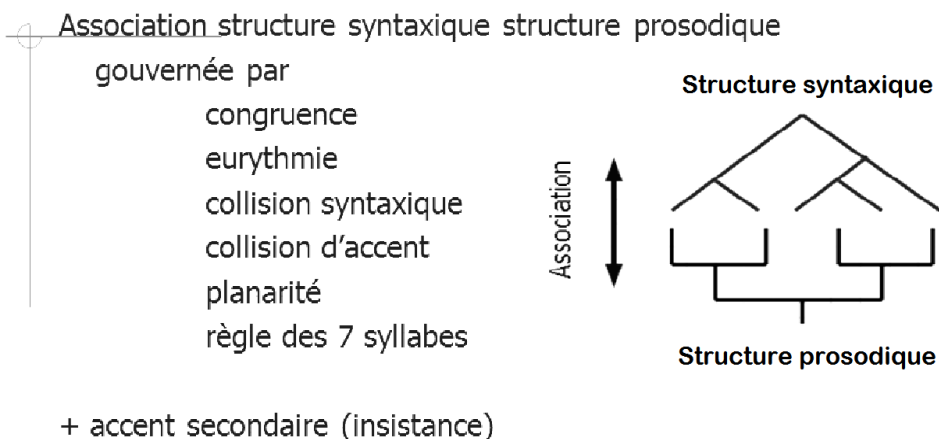 Association structure syntaxique structure prosodique
gouvernée par
congruence
eurythmie
collision syntaxique
collision d'accent
planarité
règle des 7 syllabes
+ accent secondaire (insistance)
Structure syntaxique
Association
Structure prosodique